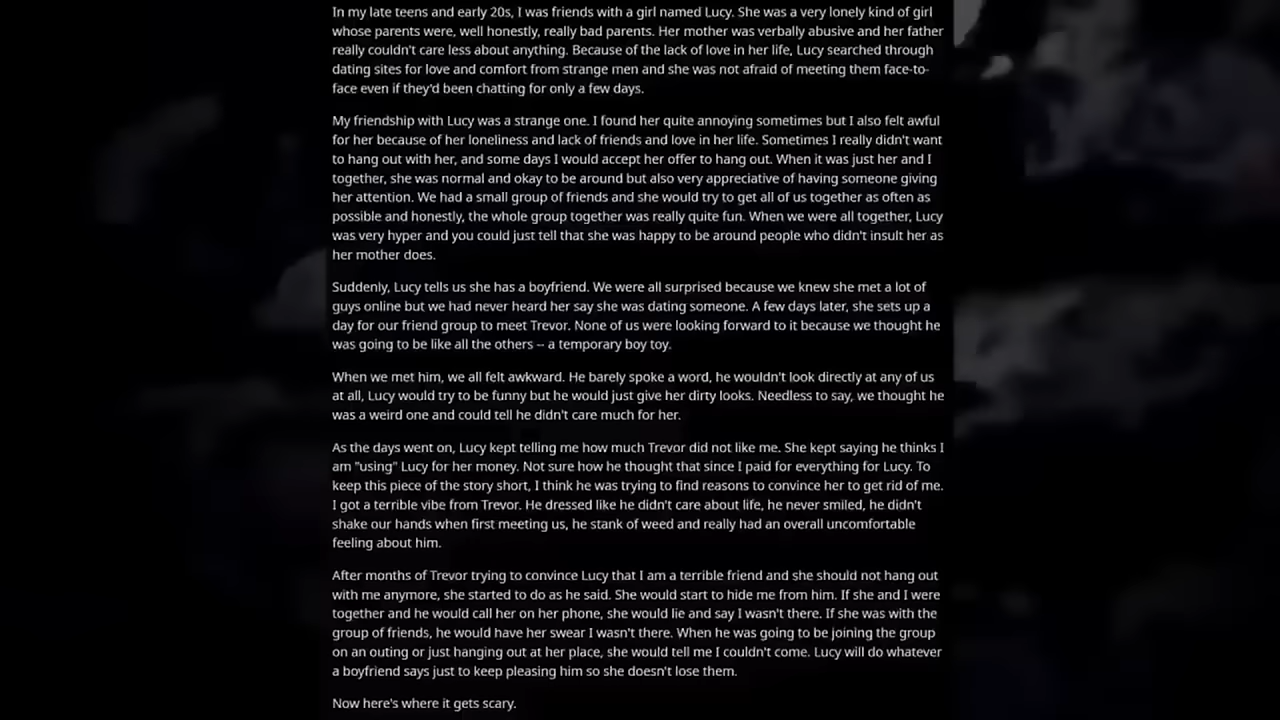 In my late teens and early 20s, I was friends with a girl named Lucy. She was a very lonely kind of girl
whose parents were, well honestly, really bad parents. Her mother was verbally abusive and her father
really couldn't care less about anything. Because of the lack of love in her life, Lucy searched through
dating sites for love and comfort from strange men and she was not afraid of meeting them face-to-
face even if they'd been chatting for only a few days.
My friendship with Lucy was a strange one. I found her quite annoying sometimes but I also felt awful
for her because of her loneliness and lack of friends and love in her life. Sometimes I really didn't want
to hang out with her, and some days I would accept her offer to hang out. When it was just her and I
together, she was normal and okay to be around but also very appreciative of having someone giving
her attention. We had a small group of friends and she would try to get all of us together as often as
possible and honestly, the whole group together was really quite fun. When we were all together, Lucy
was very hyper and you could just tell that she was happy to be around people who didn't insult her as
her mother does.
Suddenly, Lucy tells us she has a boyfriend. We were all surprised because we knew she met a lot of
guys online but we had never heard her say she was dating someone. A few days later, she sets up a
day for our friend group to meet Trevor. None of us were looking forward to it because we thought he
was going to be like all the others -- a temporary boy toy.
When we met him, we all felt awkward. He barely spoke a word, he wouldn't look directly at any of us
at all, Lucy would try to be funny but he would just give her dirty looks. Needless to say, we thought he
was a weird one and could tell he didn't care much for her.
As the days went on, Lucy kept telling me how much Trevor did not like me. She kept saying he thinks I
am "using" Lucy for her money. Not sure how he thought that since I paid for everything for Lucy. To
keep this piece of the story short, I think he was trying to find reasons to convince her to get rid of me.
I got a terrible vibe from Trevor. He dressed like he didn't care about life, he never smiled, he didn't
shake our hands when first meeting us, he stank of weed and really had an overall uncomfortable
feeling about him.
After months of Trevor trying to convince Lucy that I am a terrible friend and she should not hang out
with me anymore, she started to do as he said. She would start to hide me from him. If she and I were
together and he would call her on her phone, she would lie and say I wasn't there. If she was with the
group of friends, he would have her swear I wasn't there. When he was going to be joining the group
on an outing or just hanging out at her place, she would tell me I couldn't come. Lucy will do whatever
a boyfriend says just to keep pleasing him so she doesn't lose them.
Now here's where it gets scary.